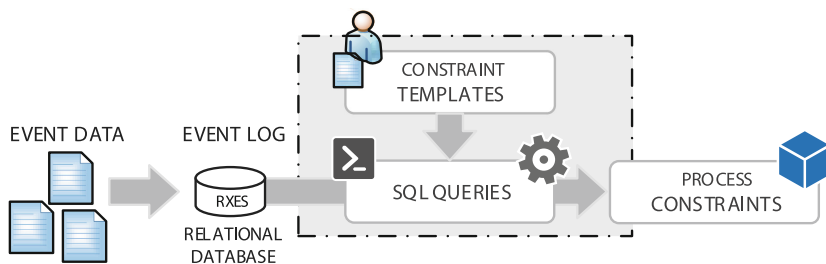 EVENT DATA
EVENT LOG
RXES
RELATIONAL
DATABASE
CONSTRAINT
TEMPLATES
>_
SQL QUERIES
PROCESS
CONSTRAINTS